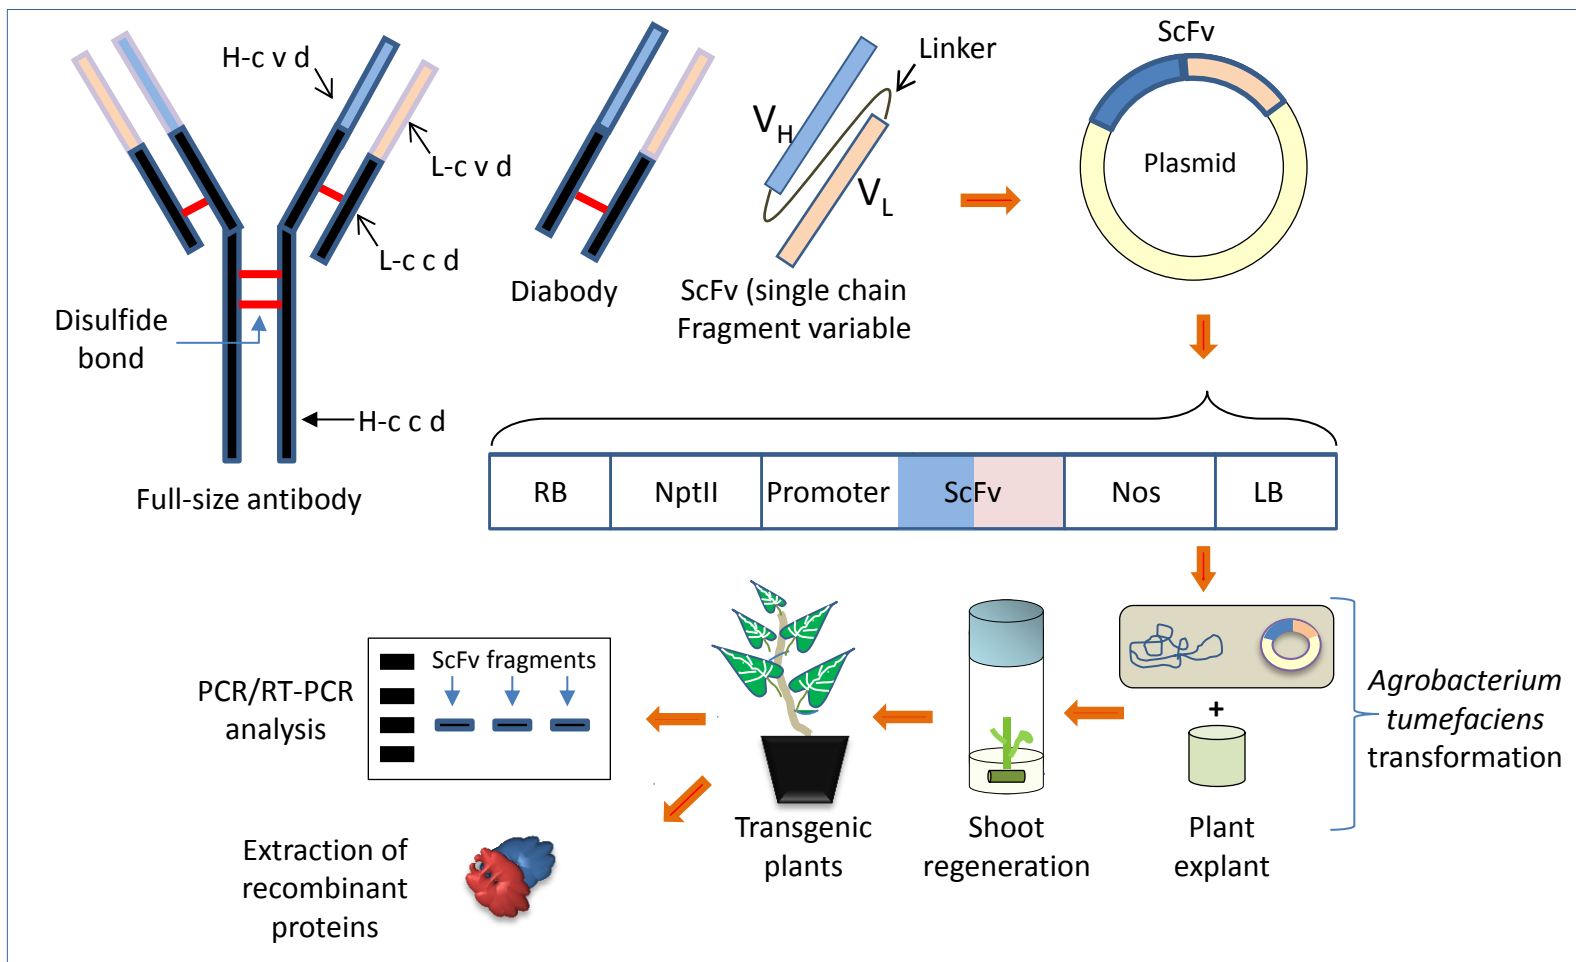 ScFv
H-c v d
Linker
V_H
L-c v d
Plasmid
V_L
L-c c d
Diabody
ScFv (single chain
Fragment variable
Disulfide
bond
H-c c d
Full-size antibody
RB
NptII
Promoter
ScFv
Nos
LB
ScFv fragments
PCR/RT-PCR
analysis
+
Agrobacterium
tumefaciens
transformation
Transgenic
plants
Shoot
regeneration
Plant
explant
Extraction of
recombinant
proteins